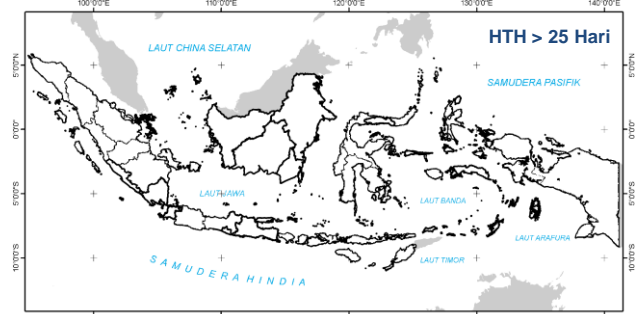 100°0'0"E 110°0'0"E 120°0'0"E 130°0'0"E 140°0'0"E
HTH > 25 Hari
LAUT CHINA SELATAN
SAMUDERA PASIFIK
5°0'0"N 5°0'0"N
0°0'0" 0°0'0"
LAUT JAWA
LAUT BANDA
5°0'0"S 5°0'0"S
LAUT ARAFURA
SAMUDERA HINDIA
LAUT TIMOR
10°0'0"S 10°0'0"S